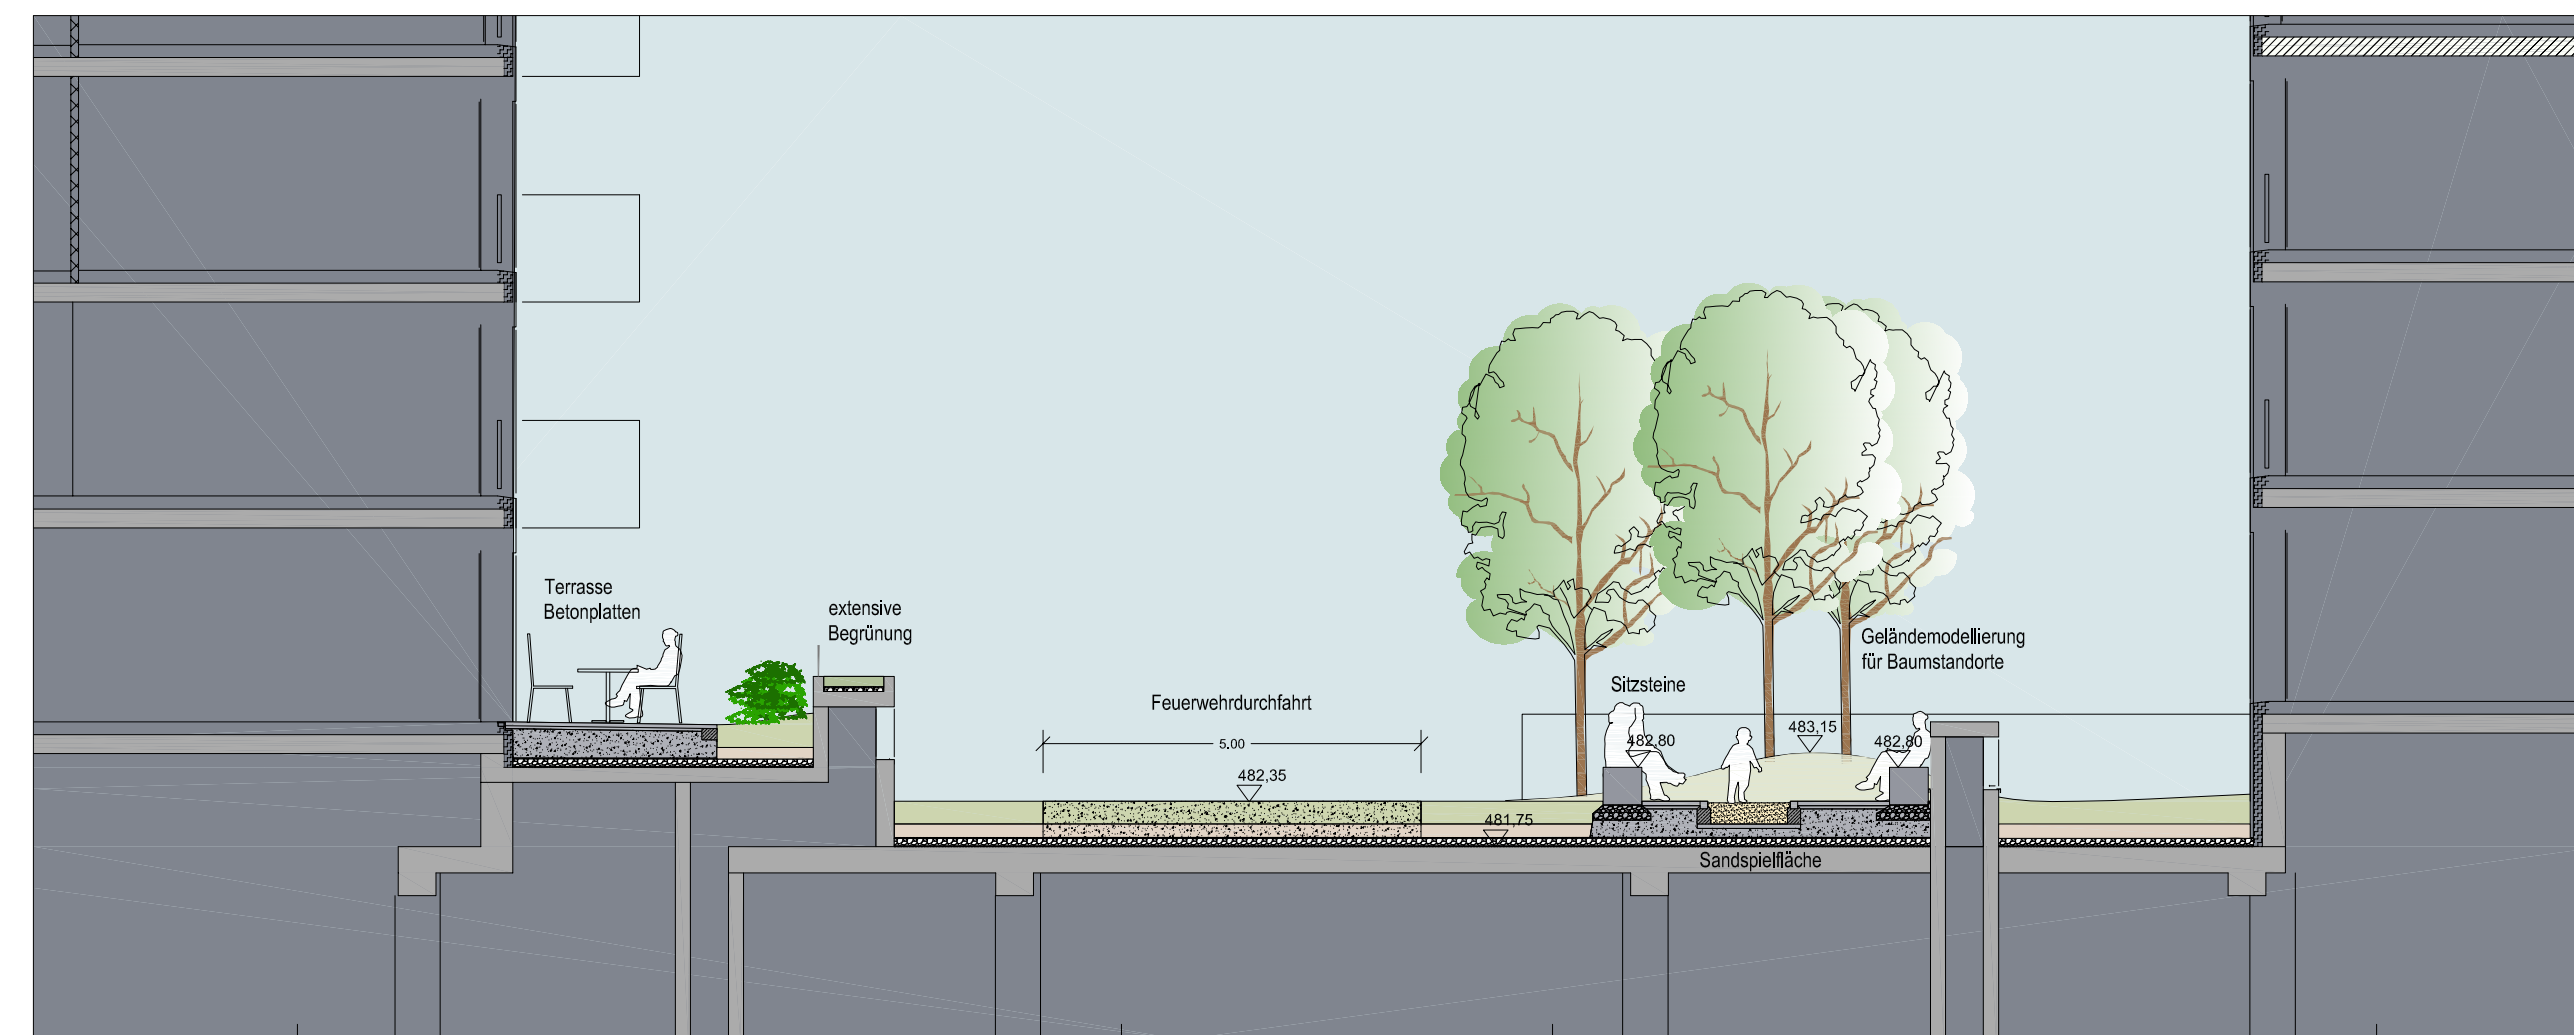 Terrasse
Betonplatten
extensive
Begrünung
Feuerwehrdurchfahrt
5.00
482,35
481,75
Sitzsteine
482,80
483,15
482,80
Geländemodellierung
für Baumstandorte
Sandspielfläche